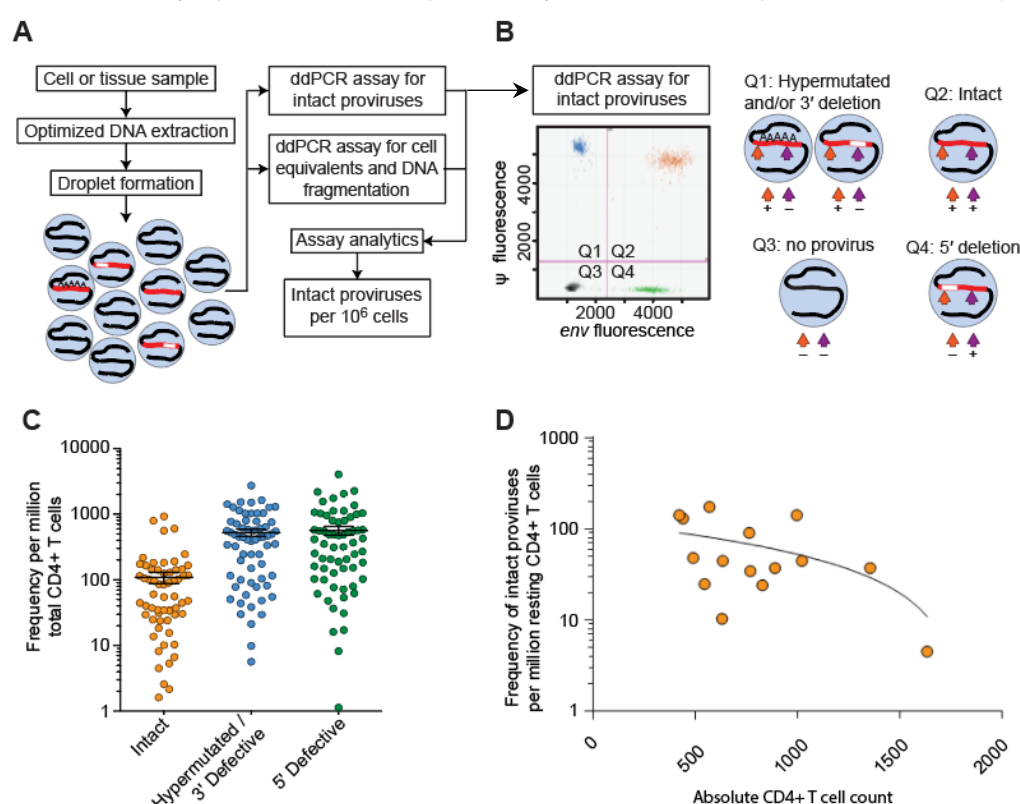 A
Cell or tissue sample
Optimized DNA extraction
Droplet formation
AAAAA
ddPCR assay for
intact proviruses
ddPCR assay for cell
equivalents and DNA
fragmentation
Assay analytics
Intact proviruses
per 10⁶ cells
B
ddPCR assay for
intact proviruses
ψ fluorescence
4000
2000
Q1 Q2
Q3 Q4
2000 4000
env fluorescence
Q1: Hypermutated
and/or 3′ deletion
AAAAA
+ – + –
Q2: Intact
+ +
Q3: no provirus
– –
Q4: 5′ deletion
– +
C
Frequency per million
total CD4+ T cells
10000
1000
100
10
1
Intact
Hypermutated /
3′ Defective
5′ Defective
D
Frequency of intact proviruses
per million resting CD4+ T cells
1000
100
10
1
0
500
1000
1500
2000
Absolute CD4+ T cell count